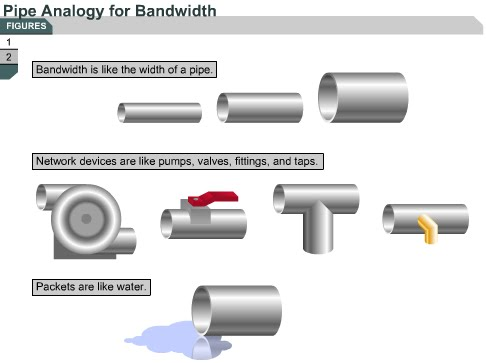 Pipe Analogy for Bandwidth
FIGURES
1
2
Bandwidth is like the width of a pipe.
Network devices are like pumps, valves, fittings, and taps.
Packets are like water.